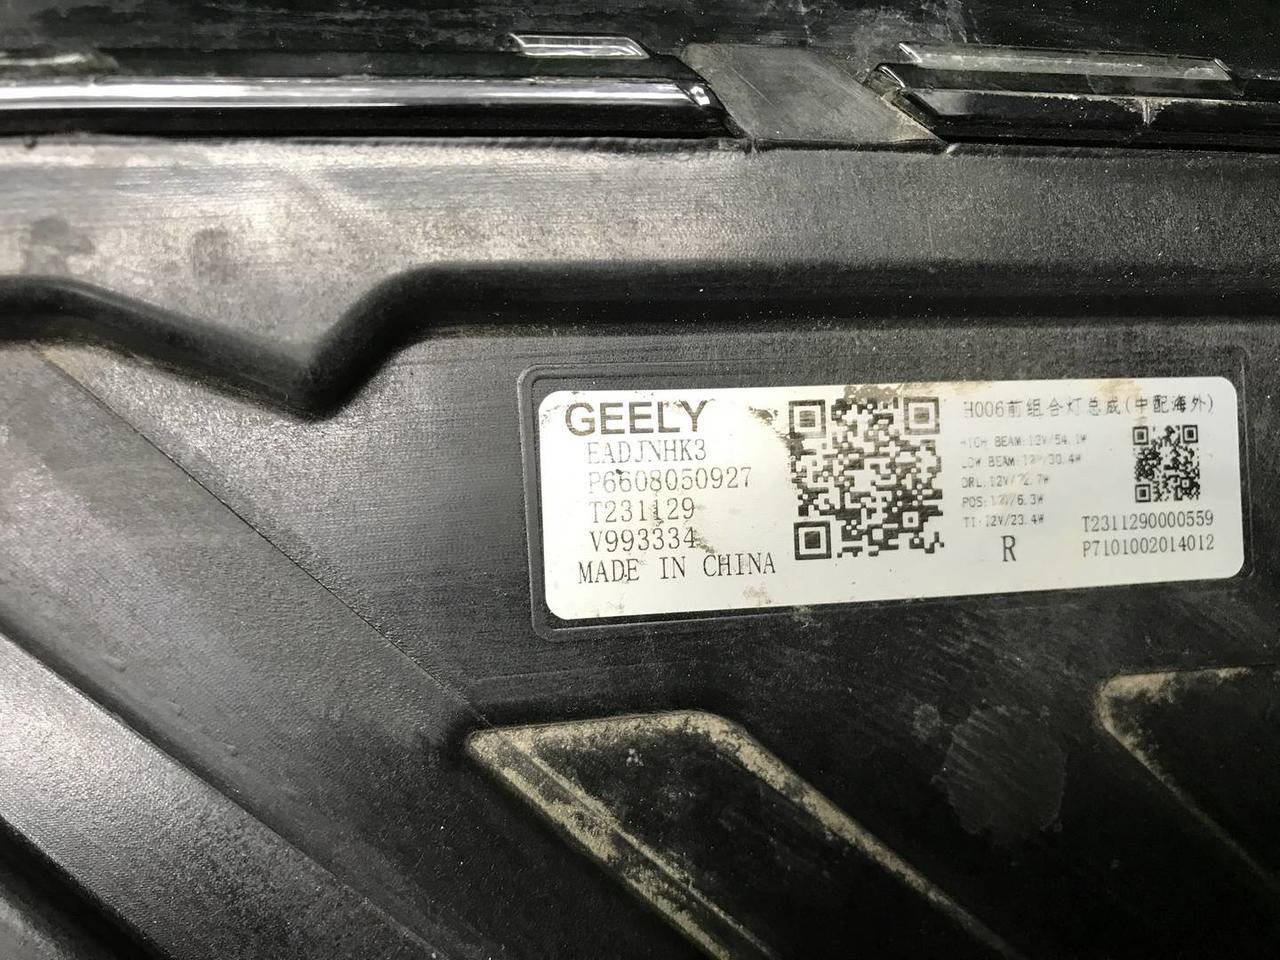 GEELY
EADJNHK3
P6608050927
T231129
V993334
MADE IN CHINA
H006前组合灯总成(中配海外)
HIGH BEAM:12V/54.1W
LOW BEAM:12V/30.4W
DRL:12V/
POS:12V/6.3W
TI:12V/23.4W
R
T2311290000559
P7101002014012